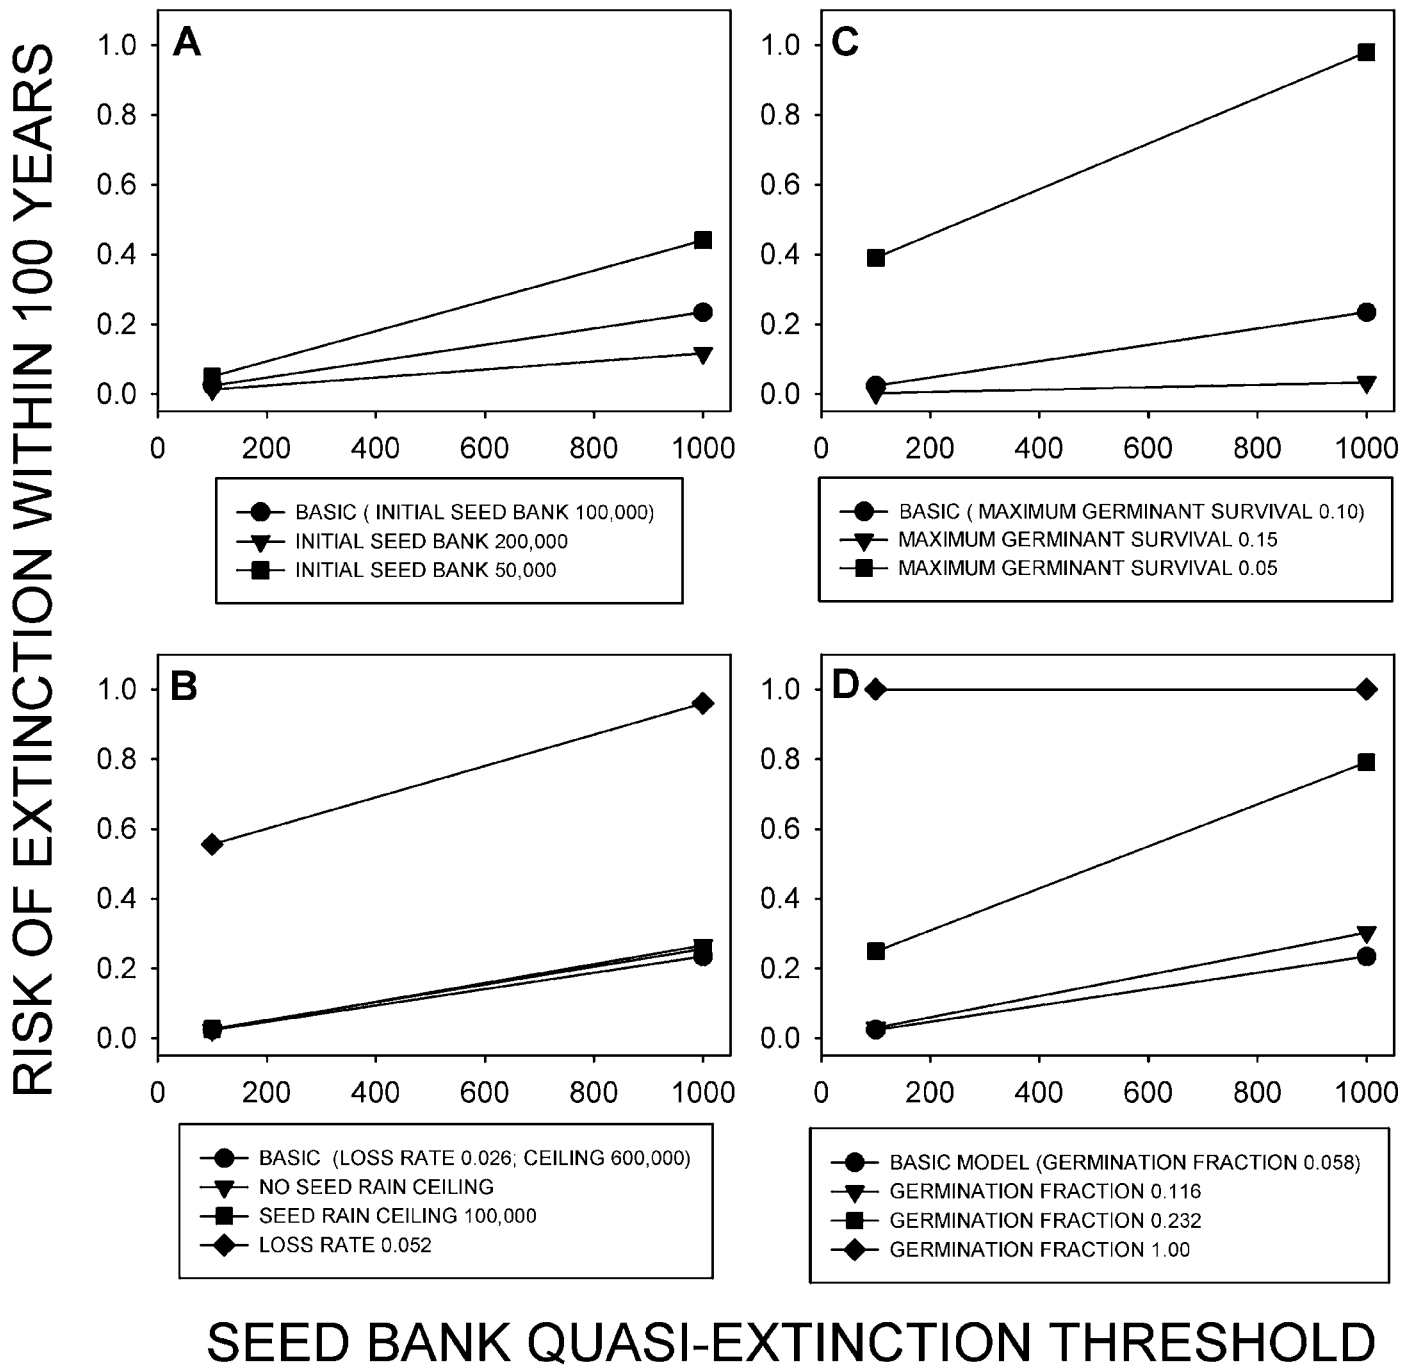 RISK OF EXTINCTION WITHIN 100 YEARS
A
1.0
0.8
0.6
0.4
0.2
0.0
0 200 400 600 800 1000
BASIC ( INITIAL SEED BANK 100,000)
INITIAL SEED BANK 200,000
INITIAL SEED BANK 50,000
C
1.0
0.8
0.6
0.4
0.2
0.0
0 200 400 600 800 1000
BASIC ( MAXIMUM GERMINANT SURVIVAL 0.10)
MAXIMUM GERMINANT SURVIVAL 0.15
MAXIMUM GERMINANT SURVIVAL 0.05
B
1.0
0.8
0.6
0.4
0.2
0.0
0 200 400 600 800 1000
BASIC (LOSS RATE 0.026; CEILING 600,000)
NO SEED RAIN CEILING
SEED RAIN CEILING 100,000
LOSS RATE 0.052
D
1.0
0.8
0.6
0.4
0.2
0.0
0 200 400 600 800 1000
BASIC MODEL (GERMINATION FRACTION 0.058)
GERMINATION FRACTION 0.116
GERMINATION FRACTION 0.232
GERMINATION FRACTION 1.00
SEED BANK QUASI-EXTINCTION THRESHOLD